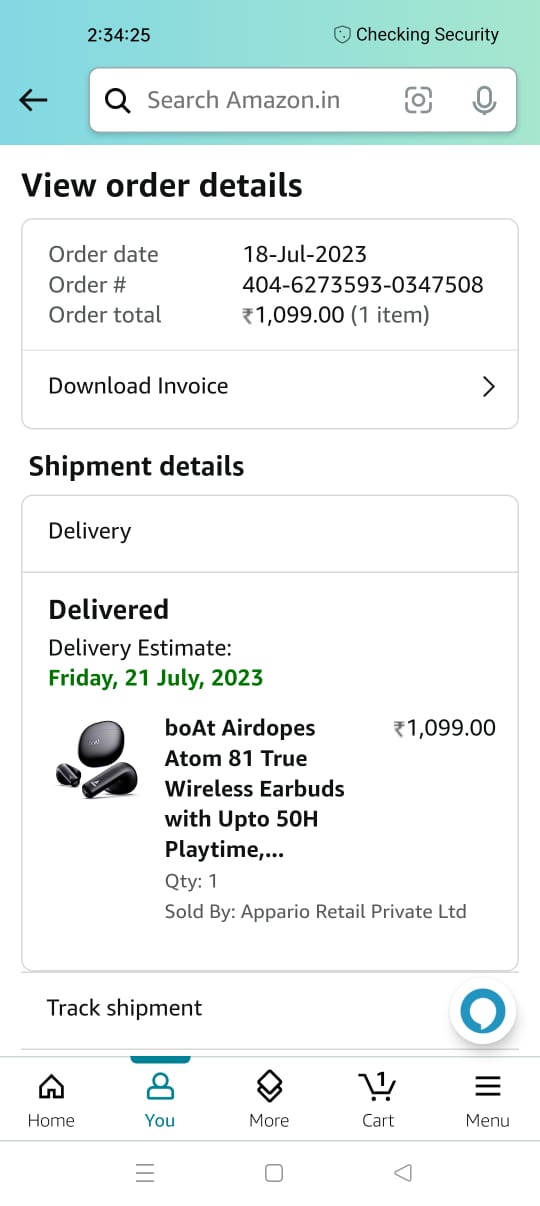 2:34:25
Checking Security
Search Amazon.in
View order details
Order date 18-Jul-2023
Order # 404-6273593-0347508
Order total ₹1,099.00 (1 item)
Download Invoice
Shipment details
Delivery
Delivered
Delivery Estimate:
Friday, 21 July, 2023
boAt Airdopes ₹1,099.00
Atom 81 True
Wireless Earbuds
with Upto 50H
Playtime,...
Qty: 1
Sold By: Appario Retail Private Ltd
Track shipment
1
Home You More Cart Menu